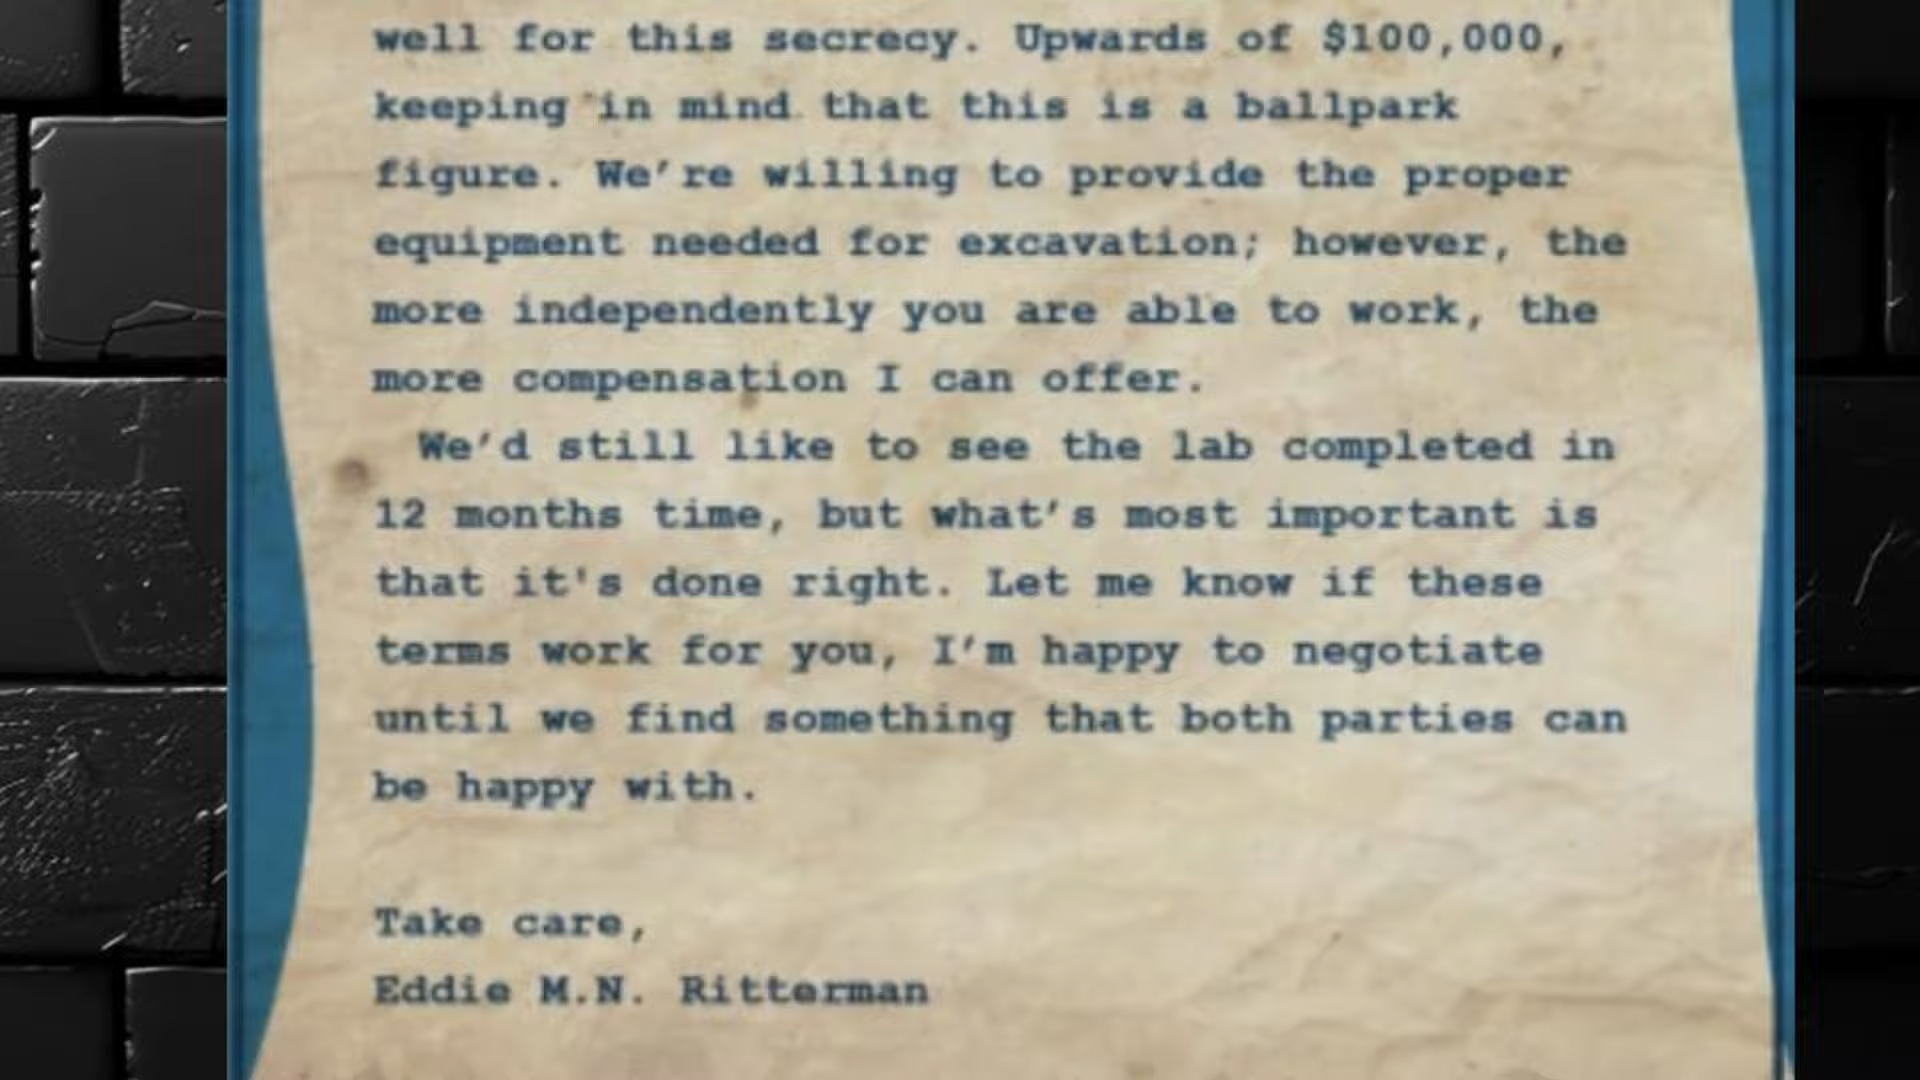 well for this secrecy. Upwards of $100,000,
keeping in mind that this is a ballpark
figure. We’re willing to provide the proper
equipment needed for excavation; however, the
more independently you are able to work, the
more compensation I can offer.
We’d still like to see the lab completed in
12 months time, but what’s most important is
that it's done right. Let me know if these
terms work for you, I’m happy to negotiate
until we find something that both parties can
be happy with.
Take care,
Eddie M.N. Ritterman